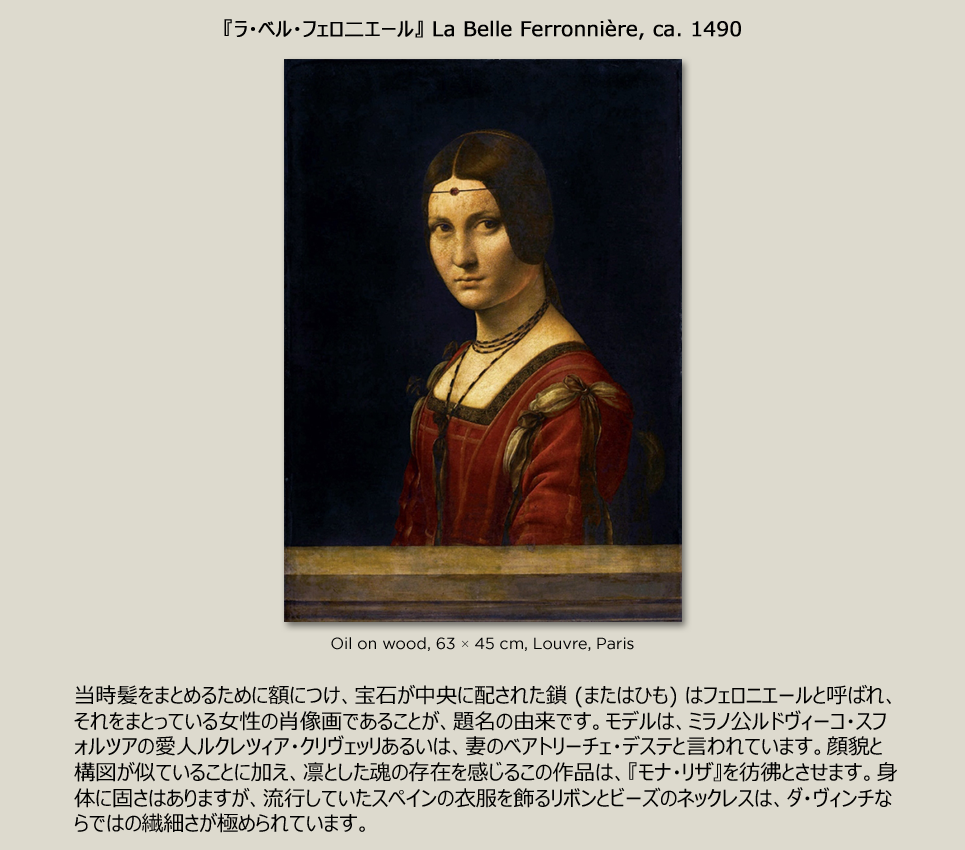 『ラ・ベル・フェロニエール』 La Belle Ferronnière, ca. 1490
Oil on wood, 63 × 45 cm, Louvre, Paris
当時髪をまとめるために額につけ、宝石が中央に配された鎖 (またはひも) はフェロニエールと呼ばれ、
それをまとっている女性の肖像画であることが、題名の由来です。モデルは、ミラノ公ルドヴィーコ・スフ
ォルツアの愛人ルクレツィア・クリヴェッリあるいは、妻のベアトリーチェ・デステと言われています。顔貌と
構図が似ていることに加え、凛とした魂の存在を感じるこの作品は、『モナ・リザ』を彷彿とさせます。身
体に固さはありますが、流行していたスペインの衣服を飾るリボンとビーズのネックレスは、ダ・ヴィンチな
らではの繊細さが極められています。